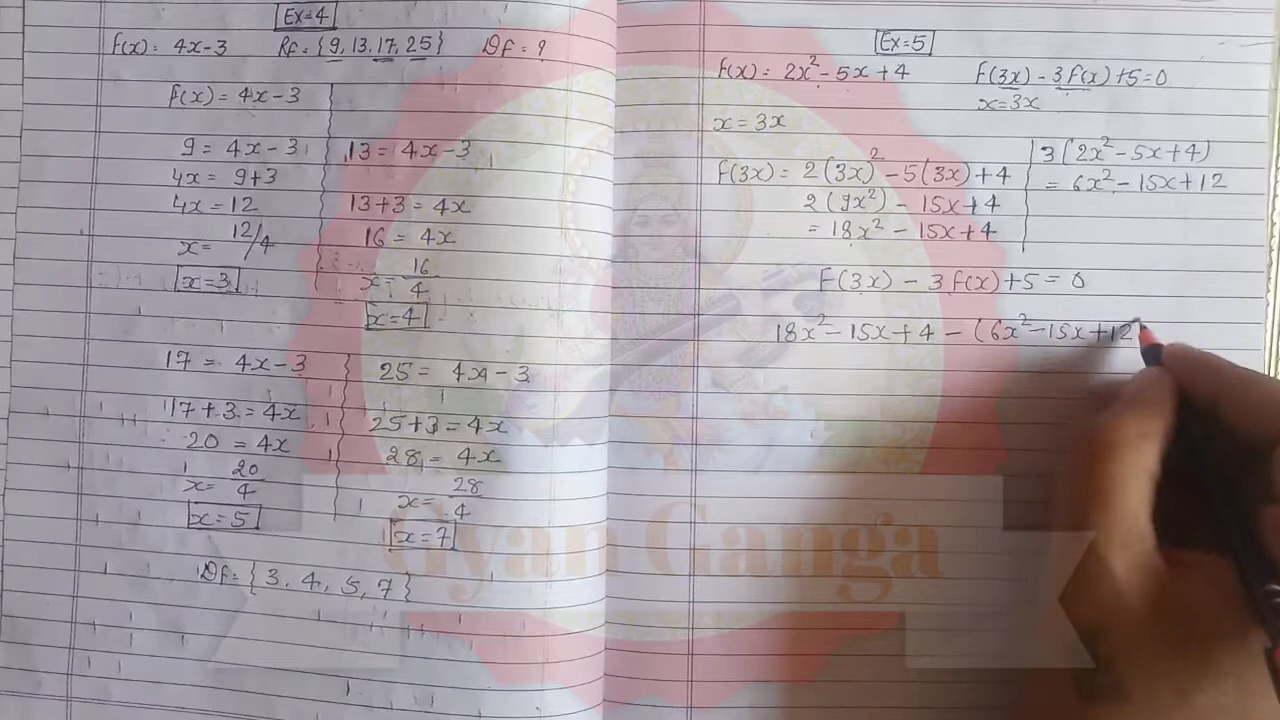 Ex=4
f(x) = 4x-3 Rf = {9, 13, 17, 25} Df = ?
f(x) = 4x-3
9 = 4x-3
4x = 9+3
4x = 12
x = 12/4
x=3
13 = 4x-3
13+3 = 4x
16 = 4x
x = 16/4
x=4
17 = 4x-3
17+3 = 4x
20 = 4x
x = 20/4
x=5
25 = 4x-3
25+3 = 4x
28 = 4x
x = 28/4
x=7
Df = {3, 4, 5, 7}
Ex=5
f(x) = 2x²-5x+4 F(3x) - 3f(x)+5=0
x=3x
x=3x
F(3x) = 2(3x)²-5(3x)+4
2(9x²) - 15x+4
= 18x² - 15x+4
3(2x²-5x+4)
= 6x²-15x+12
F(3x) - 3f(x)+5 = 0
18x²-15x+4 - (6x²-15x+12)
Gyan Ganga